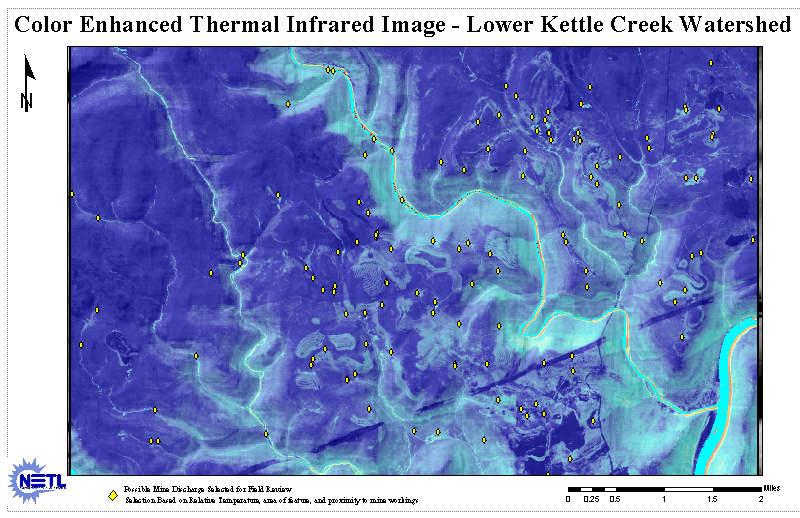 Color Enhanced Thermal Infrared Image - Lower Kettle Creek Watershed
N
NETL
Possible Mine Discharge Selected for Field Review
Selection Based on Relative Temperature, area of feature, and proximity to mine workings
Miles
0 0.25 0.5 1 1.5 2